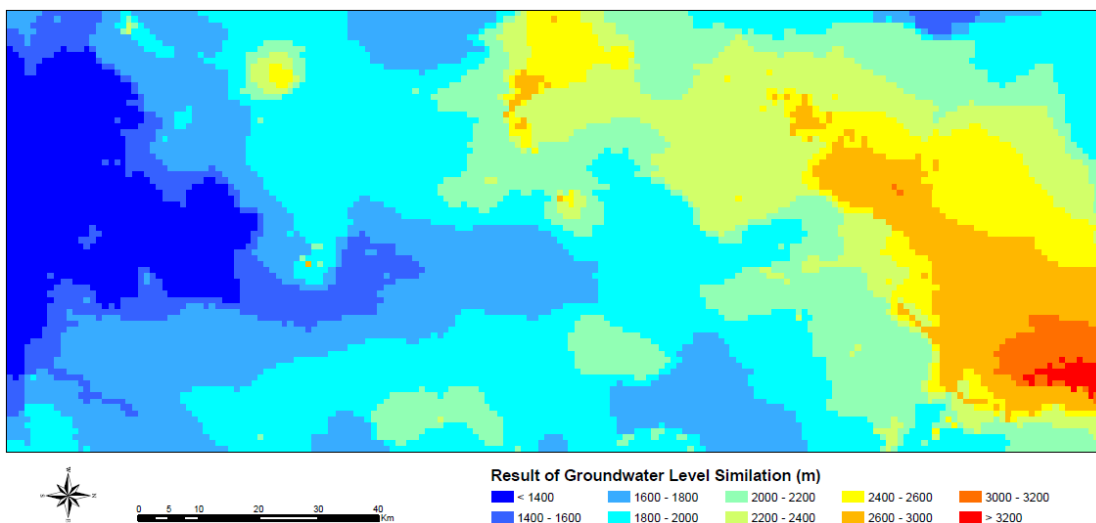 Result of Groundwater Level Similation (m)
< 1400 1600 - 1800 2000 - 2200 2400 - 2600 3000 - 3200
1400 - 1600 1800 - 2000 2200 - 2400 2600 - 3000 > 3200
0 5 10 20 30 40
Km
N
S